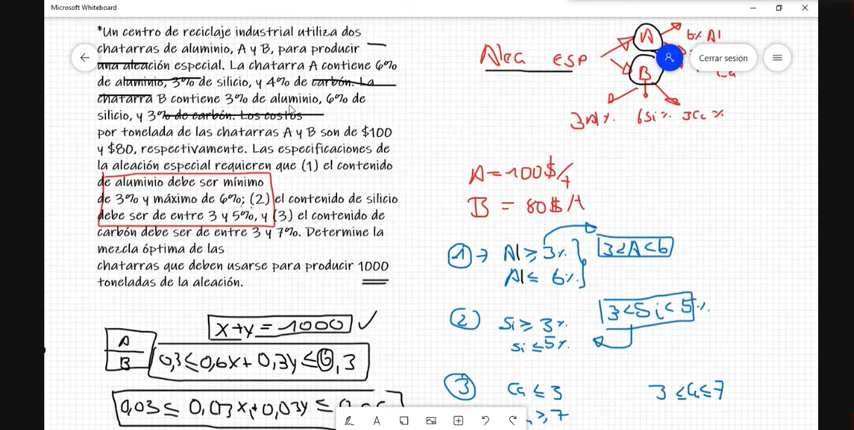 Microsoft Whiteboard
*Un centro de reciclaje industrial utiliza dos
chatarras de aluminio, A y B, para producir
una aleación especial. La chatarra A contiene 6%
de aluminio, 3% de silicio, y 4% de carbón. La
chatarra B contiene 3% de aluminio, 6% de
silicio, y 3% de carbón. Los costos
por tonelada de las chatarras A y B son de $100
y $80, respectivamente. Las especificaciones de
la aleación especial requieren que (1) el contenido
de aluminio debe ser mínimo
de 3% y máximo de 6%; (2) el contenido de silicio
debe ser de entre 3 y 5%, y (3) el contenido de
carbón debe ser de entre 3 y 7%. Determine la
mezcla óptima de las
chatarras que deben usarse para producir 1000
toneladas de la aleación.
x+y = 1000
A
B
0,3 ≤ 0,6x + 0,3y ≤ 6,3
0,03 ≤ 0,03x + 0,03y ≤
Alea esp
A
6% Al
Cerrar sesión
B
3Al%. 6Si%. 3Ca %.
A = 100$/t
B = 80$/t
1 → Al ≥ 3%
Al ≤ 6%
3<A<6
2 Si ≥ 3%
Si ≤ 5%
3<Si<5%.
3 Ca ≤ 3
≥ 7
3 ≤ Ca ≤ 7